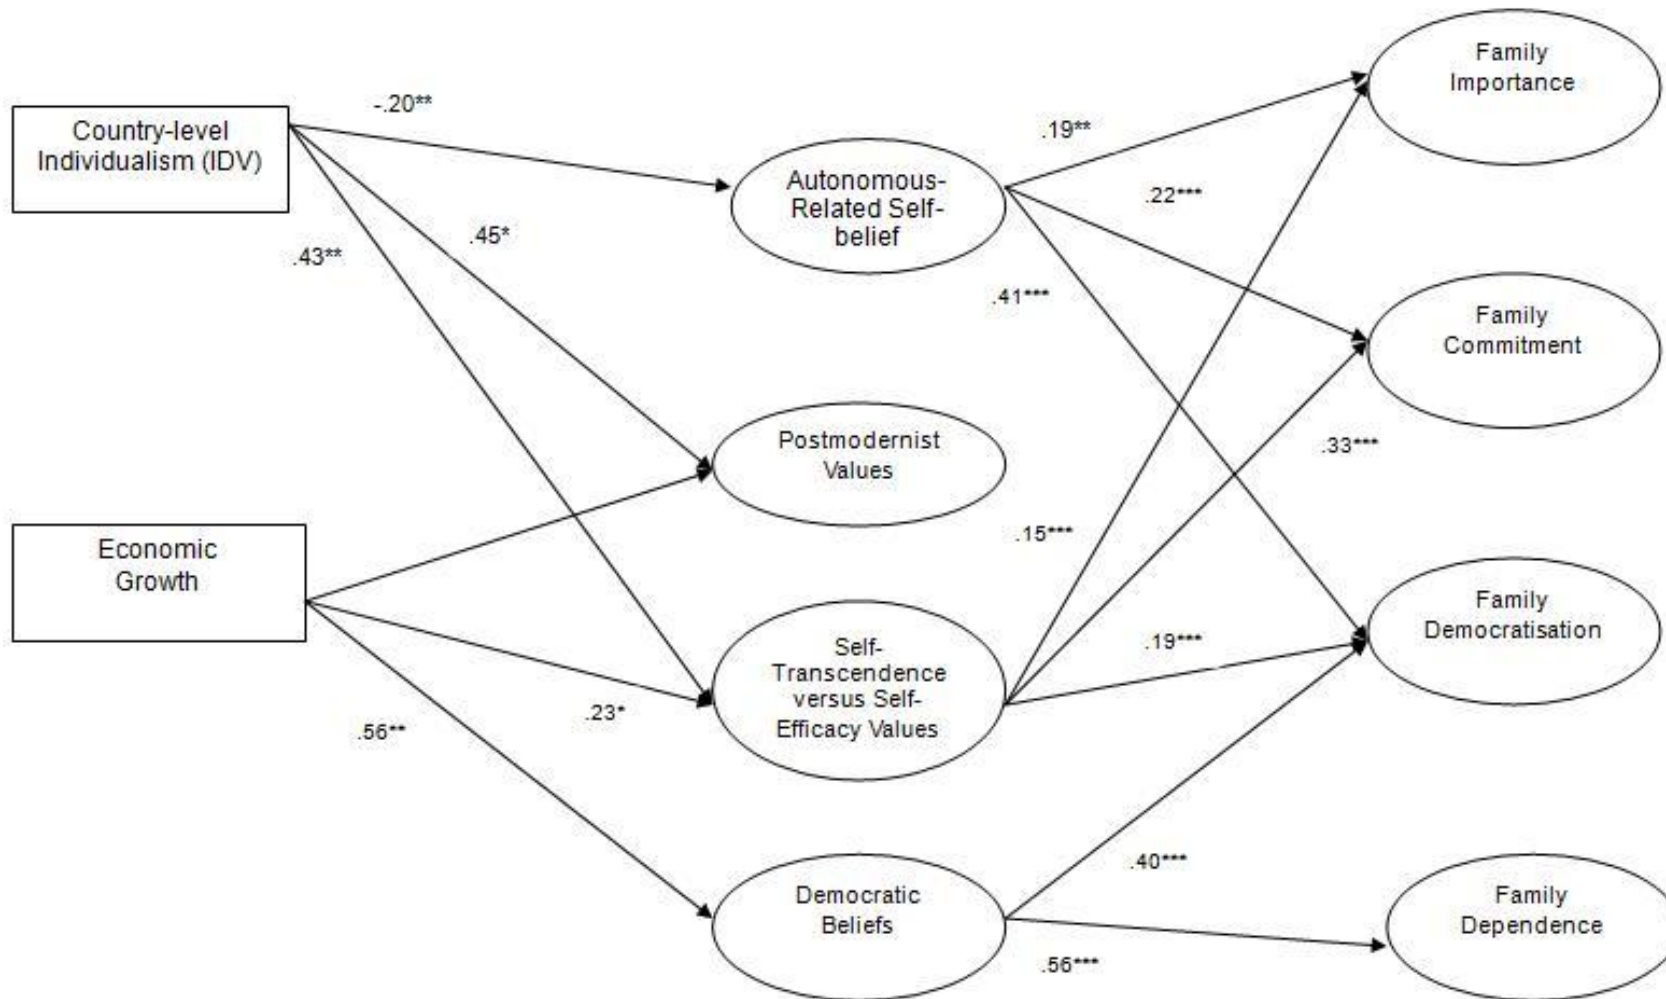 Country-level
Individualism (IDV)
Economic
Growth
-.20**
.45*
.43**
.23*
.56**
Autonomous-
Related Self-
belief
Postmodernist
Values
Self-
Transcendence
versus Self-
Efficacy Values
Democratic
Beliefs
.19**
.22***
.41***
.33***
.15***
.19***
.40***
.56***
Family
Importance
Family
Commitment
Family
Democratisation
Family
Dependence